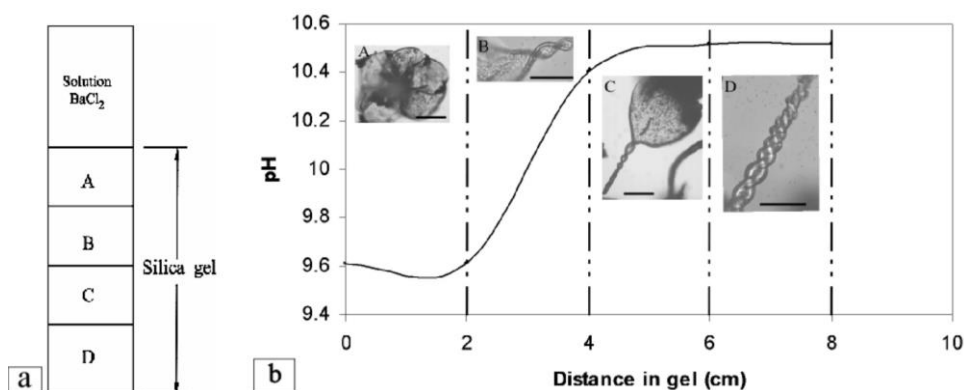 Solution
BaCl2
A
B
C
D
Silica gel
a
10.6
10.4
10.2
10
9.8
9.6
9.4
pH
A
B
C
D
0
2
4
6
8
10
Distance in gel (cm)
b